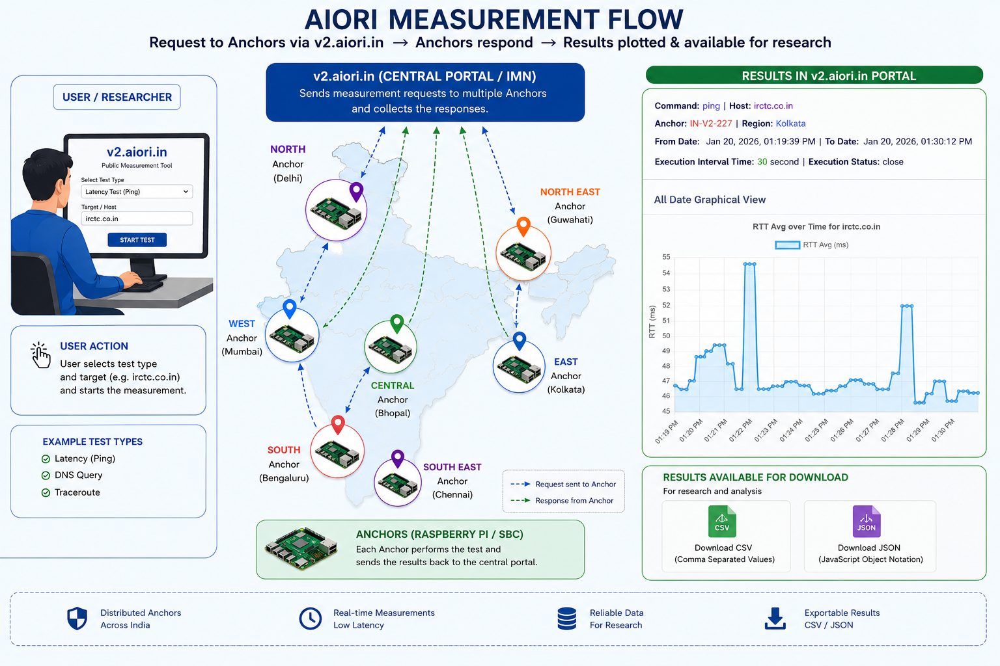 AIORI MEASUREMENT FLOW
Request to Anchors via v2.aiori.in → Anchors respond → Results plotted & available for research
USER / RESEARCHER
v2.aiori.in
Public Measurement Tool
Select Test Type
Latency Test (Ping)
Target / Host
irctc.co.in
START TEST
USER ACTION
User selects test type
and target (e.g. irctc.co.in)
and starts the measurement.
EXAMPLE TEST TYPES
Latency (Ping)
DNS Query
Traceroute
v2.aiori.in (CENTRAL PORTAL / IMN)
Sends measurement requests to multiple Anchors
and collects the responses.
NORTH
Anchor
(Delhi)
NORTH EAST
Anchor
(Guwahati)
WEST
Anchor
(Mumbai)
CENTRAL
Anchor
(Bhopal)
EAST
Anchor
(Kolkata)
SOUTH
Anchor
(Bengaluru)
SOUTH EAST
Anchor
(Chennai)
Request sent to Anchor
Response from Anchor
ANCHORS (RASPBERRY PI / SBC)
Each Anchor performs the test and
sends the results back to the central portal.
RESULTS IN v2.aiori.in PORTAL
Command: ping | Host: irctc.co.in
Anchor: IN-V2-227 | Region: Kolkata
From Date: Jan 20, 2026, 01:19:39 PM | To Date: Jan 20, 2026, 01:30:12 PM
Execution Interval Time: 30 second | Execution Status: close
All Date Graphical View
RTT Avg over Time for irctc.co.in
RTT Avg (ms)
RTT (ms)
55
54
53
52
51
50
49
48
47
46
45
01:19 PM
01:20 PM
01:21 PM
01:22 PM
01:23 PM
01:24 PM
01:25 PM
01:26 PM
01:27 PM
01:28 PM
01:29 PM
01:30 PM
RESULTS AVAILABLE FOR DOWNLOAD
For research and analysis
CSV
Download CSV
(Comma Separated Values)
JSON
Download JSON
(JavaScript Object Notation)
Distributed Anchors
Across India
Real-time Measurements
Low Latency
Reliable Data
For Research
Exportable Results
CSV / JSON